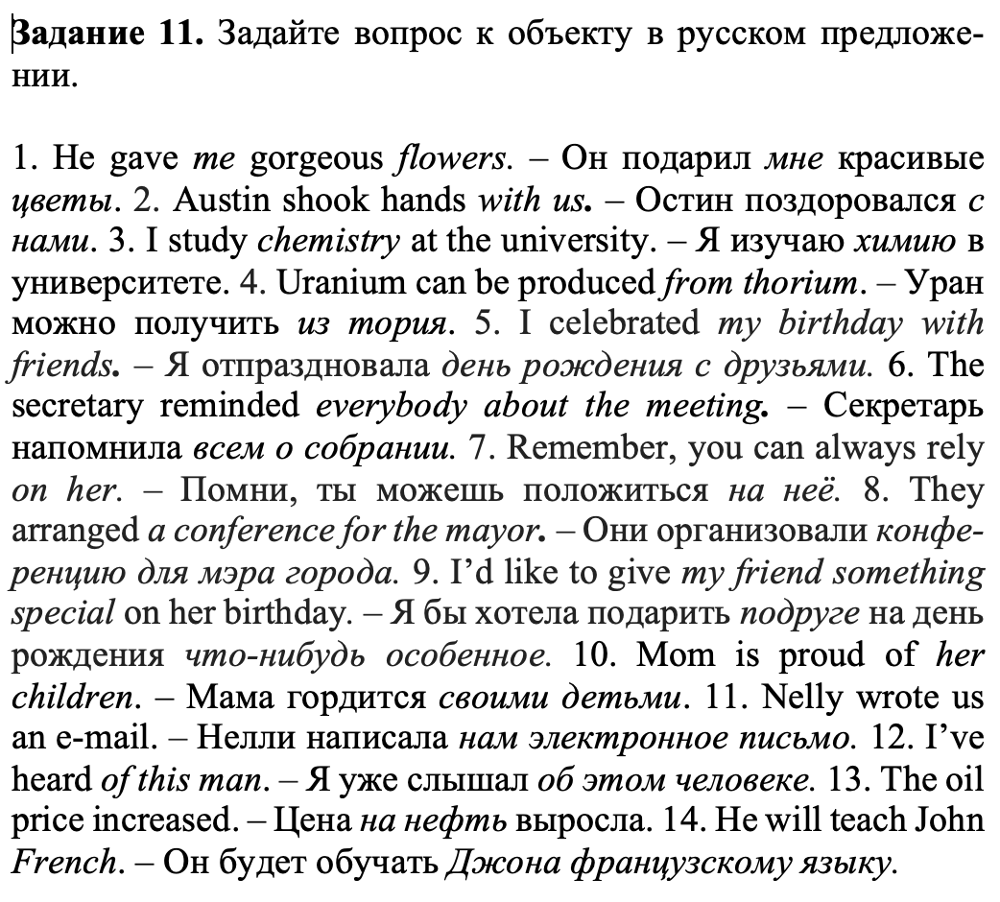 Задание 11. Задайте вопрос к объекту в русском предложе-
нии.
1. He gave me gorgeous flowers. – Он подарил мне красивые
цветы. 2. Austin shook hands with us. – Остин поздоровался с
нами. 3. I study chemistry at the university. – Я изучаю химию в
университете. 4. Uranium can be produced from thorium. – Уран
можно получить из тория. 5. I celebrated my birthday with
friends. – Я отпраздновала день рождения с друзьями. 6. The
secretary reminded everybody about the meeting. – Секретарь
напомнила всем о собрании. 7. Remember, you can always rely
on her. – Помни, ты можешь положиться на неё. 8. They
arranged a conference for the mayor. – Они организовали конфе-
ренцию для мэра города. 9. I’d like to give my friend something
special on her birthday. – Я бы хотела подарить подруге на день
рождения что-нибудь особенное. 10. Mom is proud of her
children. – Мама гордится своими детьми. 11. Nelly wrote us
an e-mail. – Нелли написала нам электронное письмо. 12. I’ve
heard of this man. – Я уже слышал об этом человеке. 13. The oil
price increased. – Цена на нефть выросла. 14. He will teach John
French. – Он будет обучать Джона французскому языку.